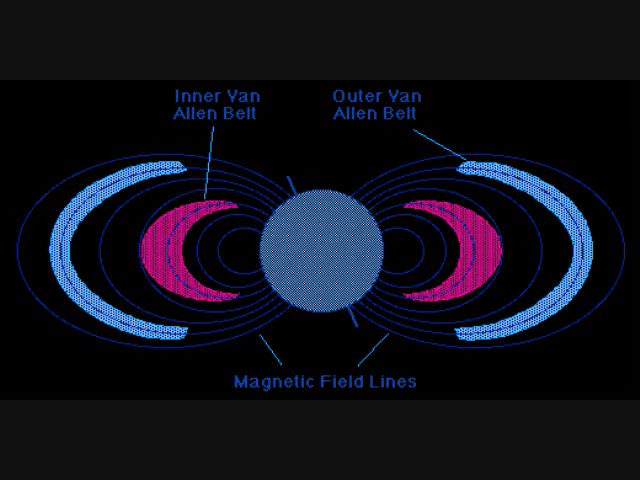 Inner Van
Allen Belt
Outer Van
Allen Belt
Magnetic Field Lines